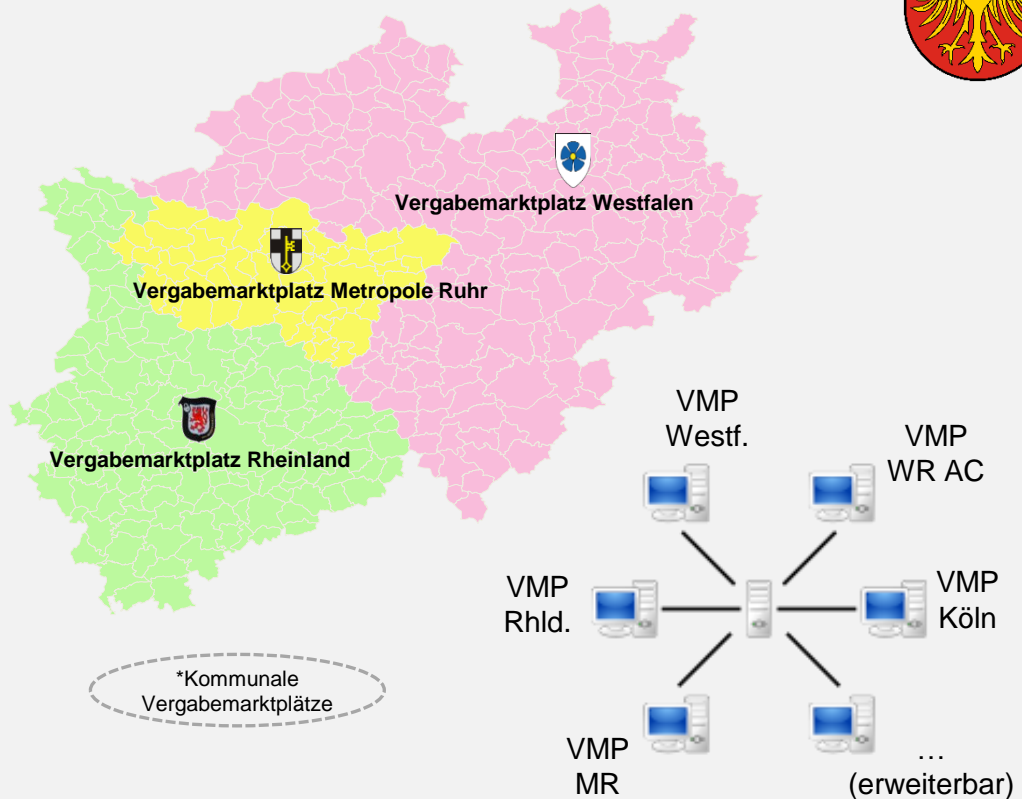 Vergabemarktplatz Westfalen
Vergabemarktplatz Metropole Ruhr
Vergabemarktplatz Rheinland
*Kommunale
Vergabemarktplätze
VMP
Westf.
VMP
WR AC
VMP
Rhld.
VMP
Köln
VMP
MR
...
(erweiterbar)